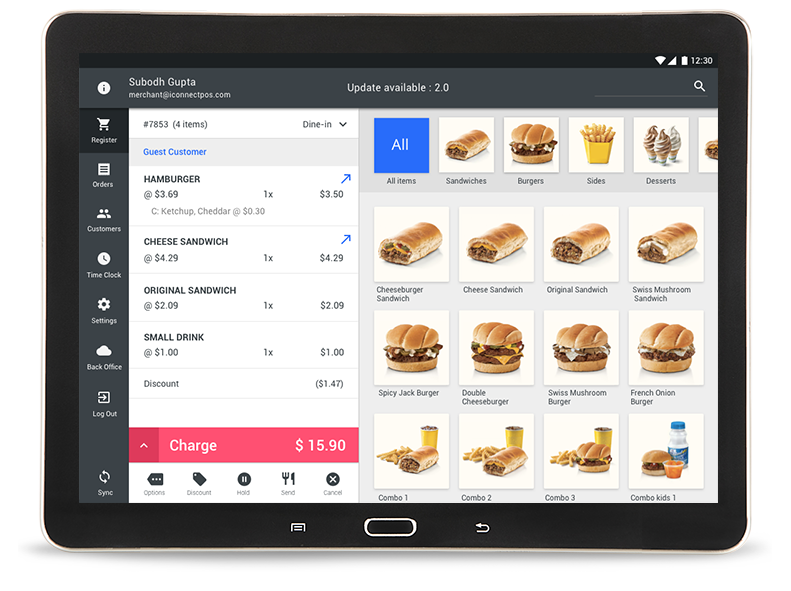 12:30
Subodh Gupta
merchant@iconnectpos.com
Update available : 2.0
Register
Orders
Customers
Time Clock
Settings
Back Office
Log Out
Sync
#7853 (4 items) Dine-in
Guest Customer
HAMBURGER
@ $3.69 1x $3.50
C: Ketchup, Cheddar @ $0.30
CHEESE SANDWICH
@ $4.29 1x $4.29
ORIGINAL SANDWICH
@ $2.09 1x $2.09
SMALL DRINK
@ $1.00 1x $1.00
Discount ($1.47)
Charge $ 15.90
Options Discount Hold Send Cancel
All
All items Sandwiches Burgers Sides Desserts
Cheeseburger
Sandwich
Cheese Sandwich
Original Sandwich
Swiss Mushroom
Sandwich
Spicy Jack Burger
Double
Cheeseburger
Swiss Mushroom
Burger
French Onion
Burger
Combo 1
Combo 2
Combo 3
Combo kids 1